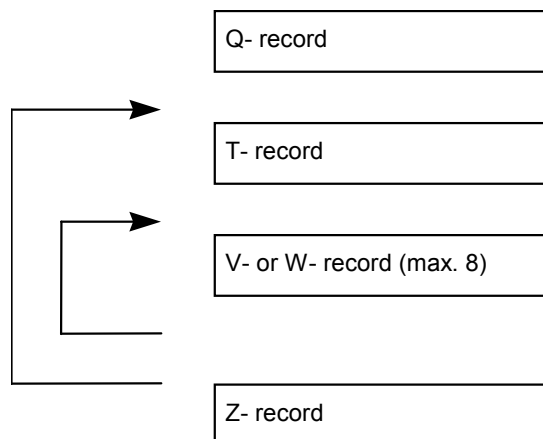 Q- record
T- record
V- or W- record (max. 8)
Z- record